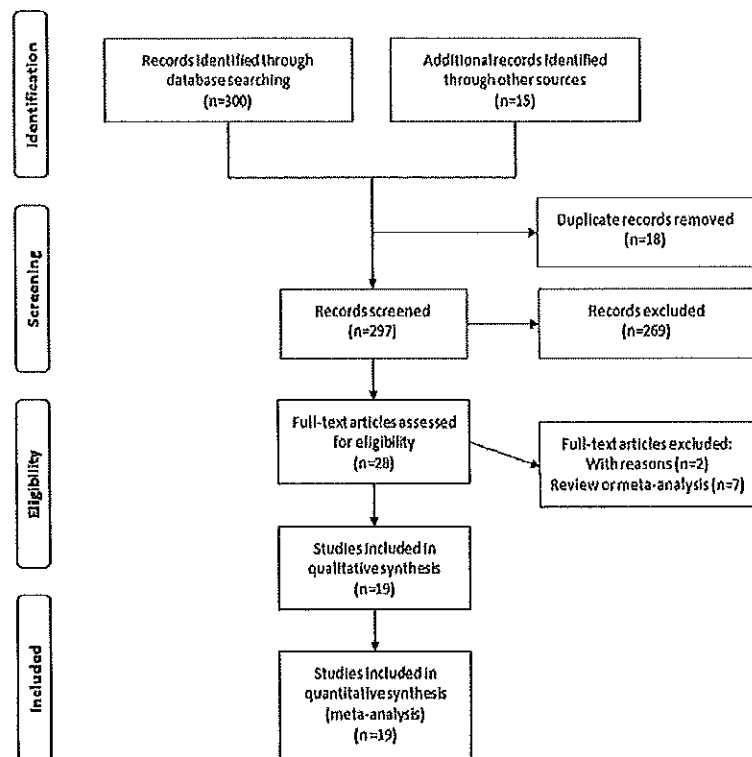 Identification
Records identified through
database searching
(n=300)
Additional records identified
through other sources
(n=15)
Screening
Duplicate records removed
(n=18)
Records screened
(n=297)
Records excluded
(n=269)
Eligibility
Full-text articles assessed
for eligibility
(n=28)
Full-text articles excluded:
With reasons (n=2)
Review or meta-analysis (n=7)
Studies included in
qualitative synthesis
(n=19)
Included
Studies included in
quantitative synthesis
(meta-analysis)
(n=19)